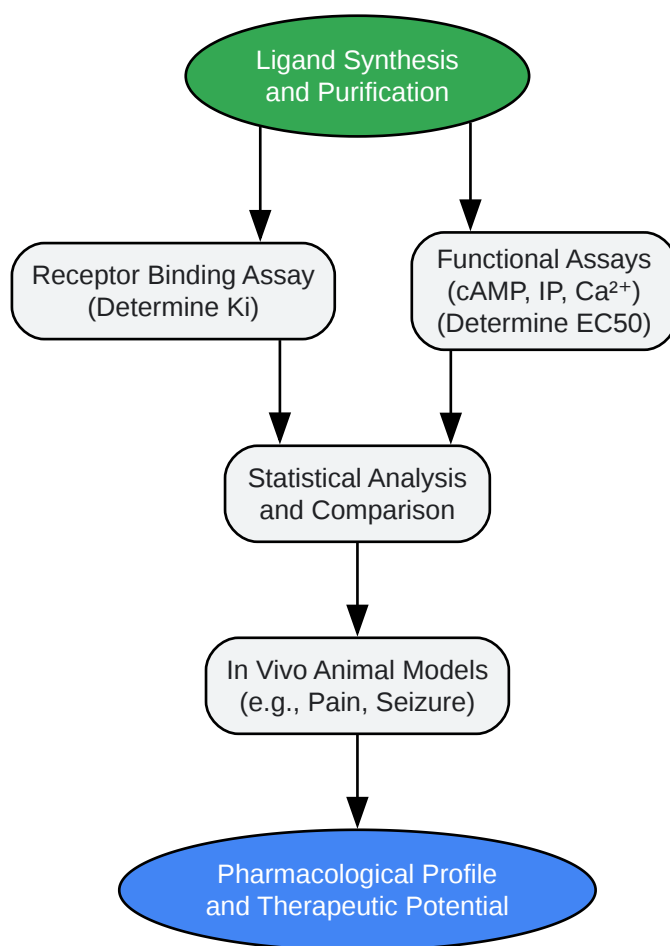 Ligand Synthesis
and Purification
Receptor Binding Assay
(Determine Ki)
Functional Assays
(cAMP, IP, Ca²⁺)
(Determine EC50)
Statistical Analysis
and Comparison
In Vivo Animal Models
(e.g., Pain, Seizure)
Pharmacological Profile
and Therapeutic Potential